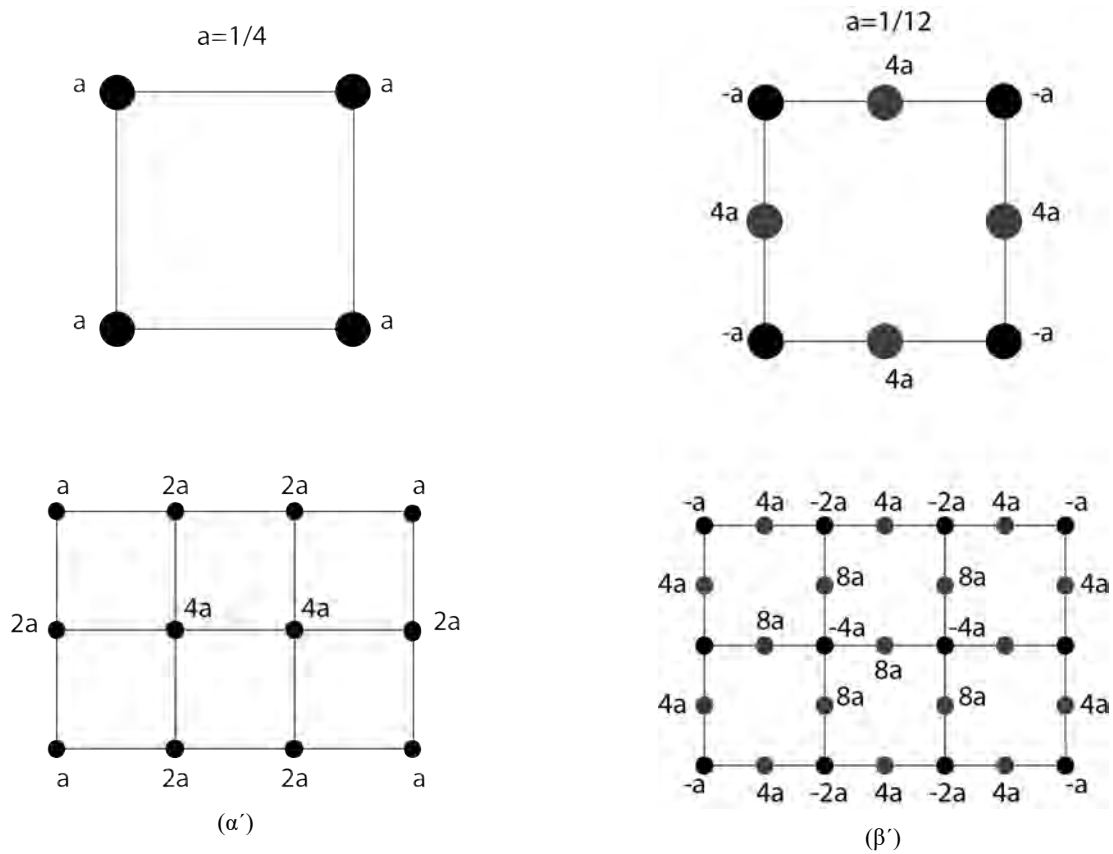 a=1/4
a a
a a
a 2a 2a a
2a 4a 4a 2a
a 2a 2a a
(α΄)
a=1/12
4a
-a -a
4a 4a
-a -a
4a
-a 4a -2a 4a -2a 4a -a
4a 8a 8a 4a
8a -4a -4a
8a
4a 8a 8a 4a
-a 4a -2a 4a -2a 4a -a
(β΄)